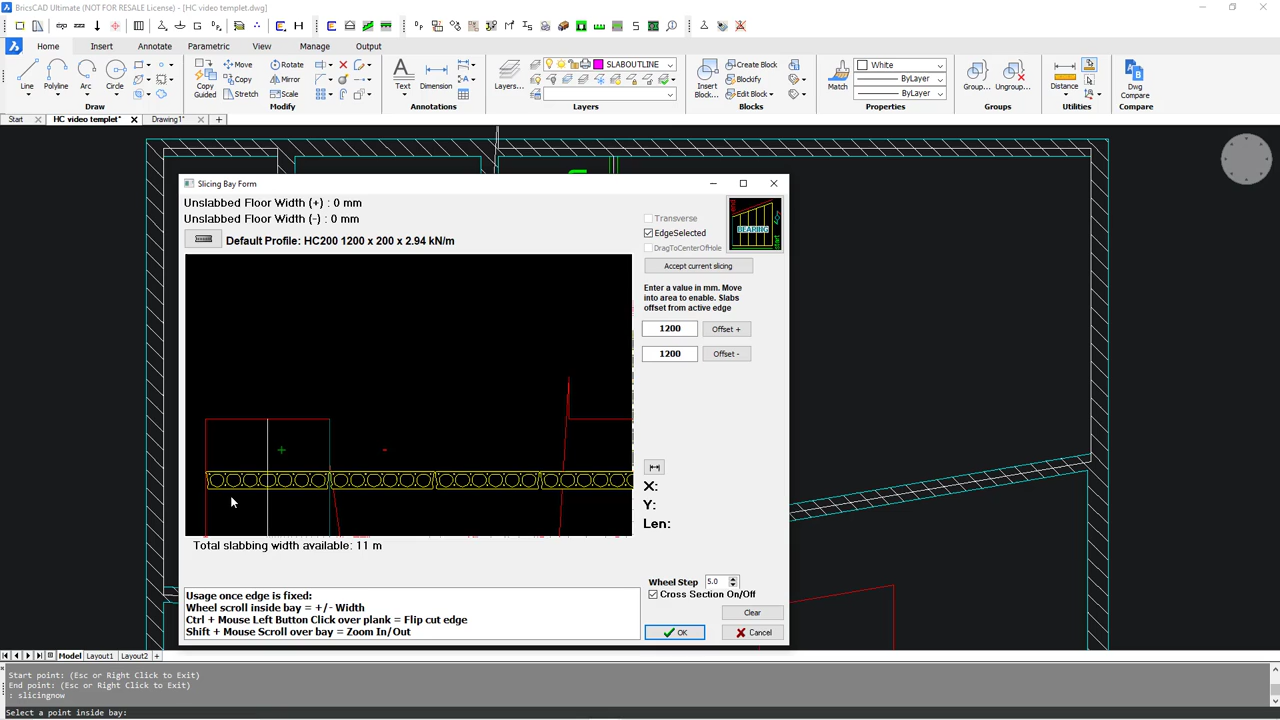 BricsCAD Ultimate (NOT FOR RESALE License) - [HC video templet.dwg]
Home Insert Annotate Parametric View Manage Output
Line Polyline Arc Circle
Draw
Copy Guided
Move
Copy
Stretch
Rotate
Mirror
Scale
Modify
Text Dimension
Annotations
Layers...
SLABOUTLINE
Layers
Insert Block...
Create Block
Blockify
Edit Block
Blocks
Match
White
ByLayer
ByLayer
Properties
Group... Ungroup...
Groups
Distance
Utilities
Dwg Compare
Compare
Start HC video templet* Drawing1*
Slicing Bay Form
Unslabbed Floor Width (+) : 0 mm
Unslabbed Floor Width (-) : 0 mm
Default Profile: HC200 1200 x 200 x 2.94 kN/m
Transverse
EdgeSelected
DragToCenterOfHole
BEARING
start
Accept current slicing
Enter a value in mm. Move
into area to enable. Slabs
offset from active edge
1200 Offset +
1200 Offset -
X:
Y:
Len:
Total slabbing width available: 11 m
Wheel Step 5.0
Cross Section On/Off
Usage once edge is fixed:
Wheel scroll inside bay = +/- Width
Ctrl + Mouse Left Button Click over plank = Flip cut edge
Shift + Mouse Scroll over bay = Zoom In/Out
Clear
OK Cancel
Model Layout1 Layout2 +
Start point: (Esc or Right Click to Exit)
End point: (Esc or Right Click to Exit)
: slicingnow
Select a point inside bay: